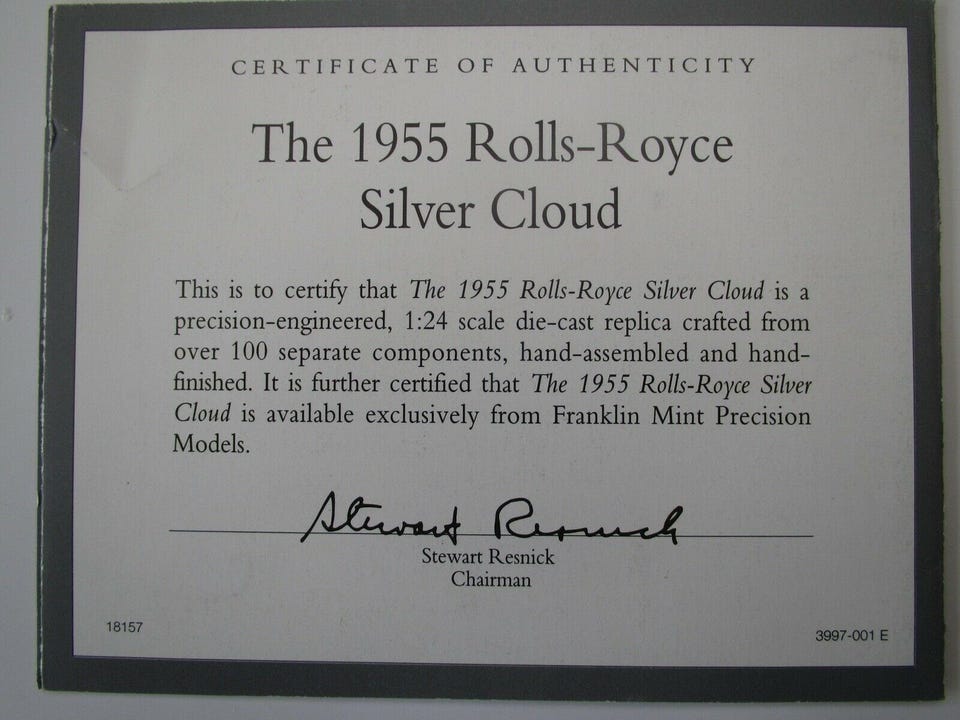 CERTIFICATE OF AUTHENTICITY
The 1955 Rolls-Royce
Silver Cloud
This is to certify that The 1955 Rolls-Royce Silver Cloud is a
precision-engineered, 1:24 scale die-cast replica crafted from
over 100 separate components, hand-assembled and hand-
finished. It is further certified that The 1955 Rolls-Royce Silver
Cloud is available exclusively from Franklin Mint Precision
Models.
Stewart Resnick
Stewart Resnick
Chairman
18157
3997-001 E